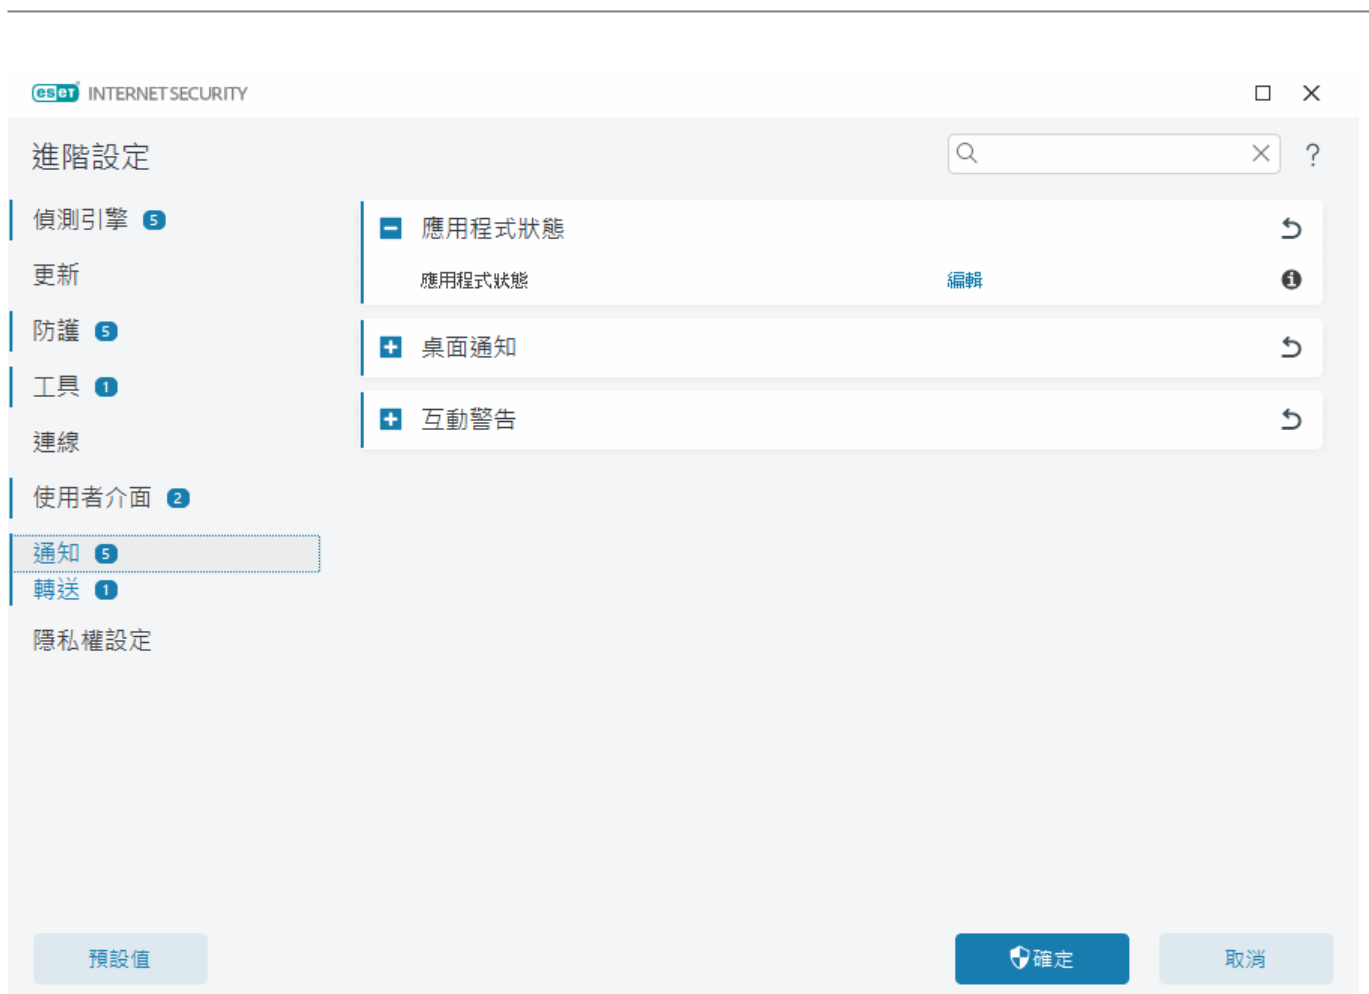 eset INTERNET SECURITY
進階設定
?
偵測引擎 5
更新
防護 5
工具 1
連線
使用者介面 2
通知 5
轉送 1
隱私權設定
應用程式狀態
應用程式狀態 編輯
桌面通知
互動警告
預設值
確定
取消